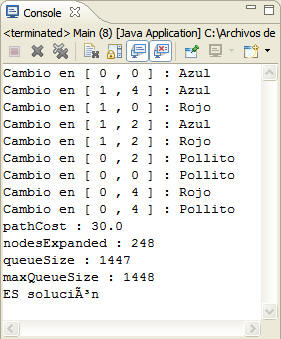 Console
<terminated> Main (8) [Java Application] C:\Archivos de
Cambio en [ 0 , 0 ] : Azul
Cambio en [ 1 , 4 ] : Azul
Cambio en [ 1 , 0 ] : Rojo
Cambio en [ 1 , 2 ] : Azul
Cambio en [ 1 , 2 ] : Rojo
Cambio en [ 0 , 2 ] : Pollito
Cambio en [ 0 , 0 ] : Pollito
Cambio en [ 0 , 4 ] : Rojo
Cambio en [ 0 , 4 ] : Pollito
pathCost : 30.0
nodesExpanded : 248
queueSize : 1447
maxQueueSize : 1448
ES soluciÃ³n